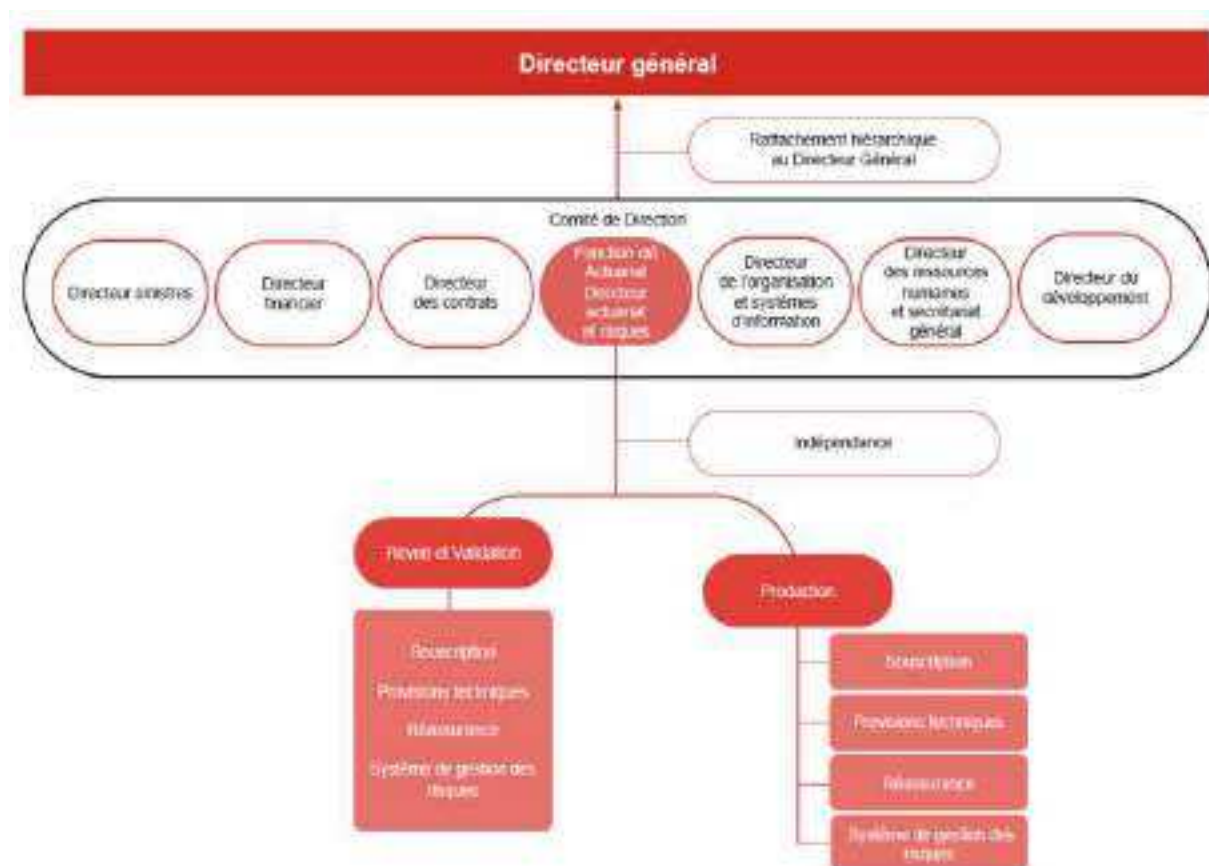 Directeur général
Rattachement hiérarchique
au Directeur Général
Comité de Direction
Directeur sinistres
Directeur
financier
Directeur
des contrats
Fonction clé
Actuariat
Directeur
actuariat
et risques
Directeur
de l'organisation
et systèmes
d'information
Directeur
des ressources
humaines
et secrétariat
général
Directeur du
développement
Indépendance
Revue et Validation
Production
Souscription
Provisions techniques
Réassurance
Système de gestion des
risques
Souscription
Provisions techniques
Réassurance
Système de gestion des
risques